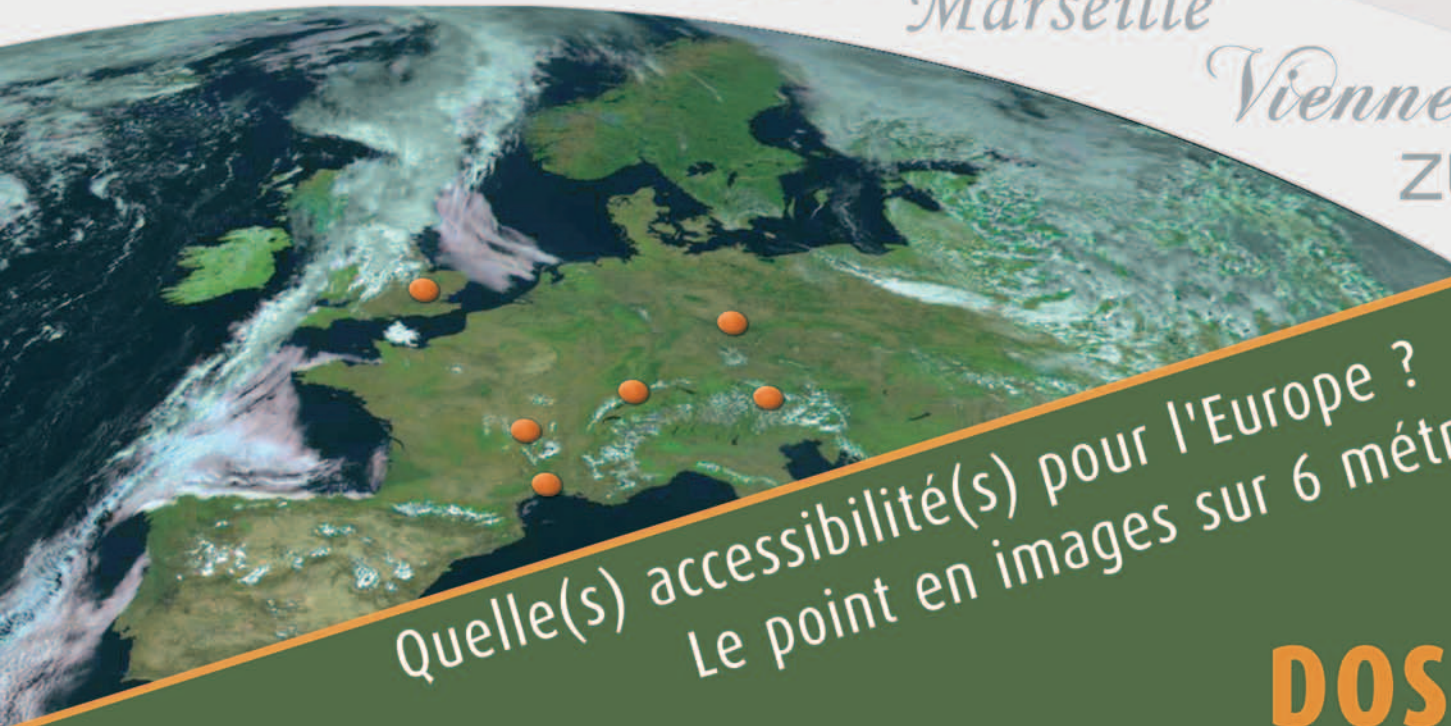 Marseille
Vienne
Quelle(s) accessibilité(s) pour l'Europe ?
Le point en images sur 6